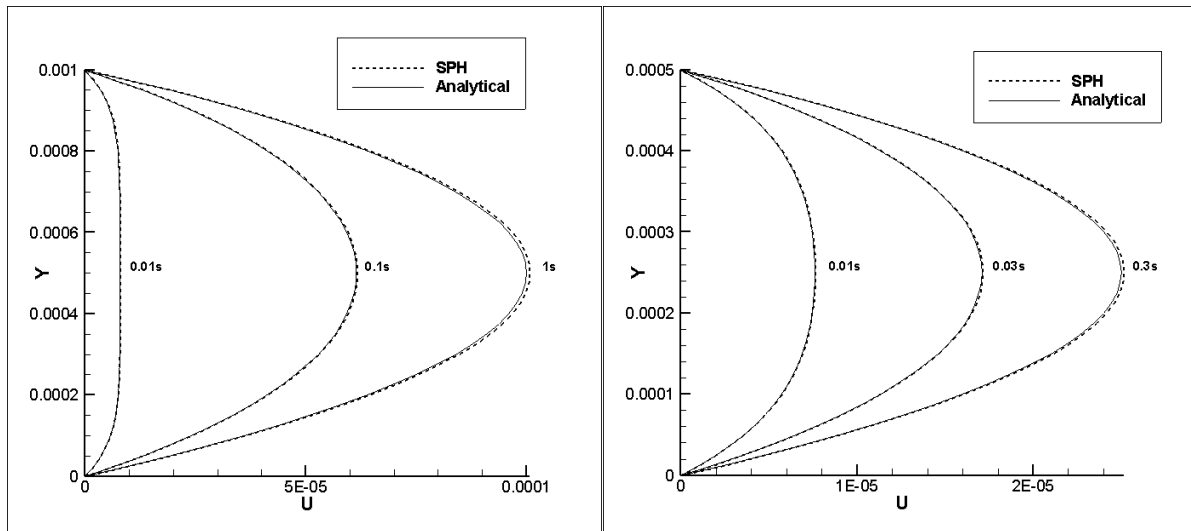 SPH
Analytical
0.001
0.0008
0.0006
0.0004
0.0002
0
Y
0.01s
0.1s
1s
0
5E-05
0.0001
U
SPH
Analytical
0.0005
0.0004
0.0003
0.0002
0.0001
0
Y
0.01s
0.03s
0.3s
0
1E-05
2E-05
U